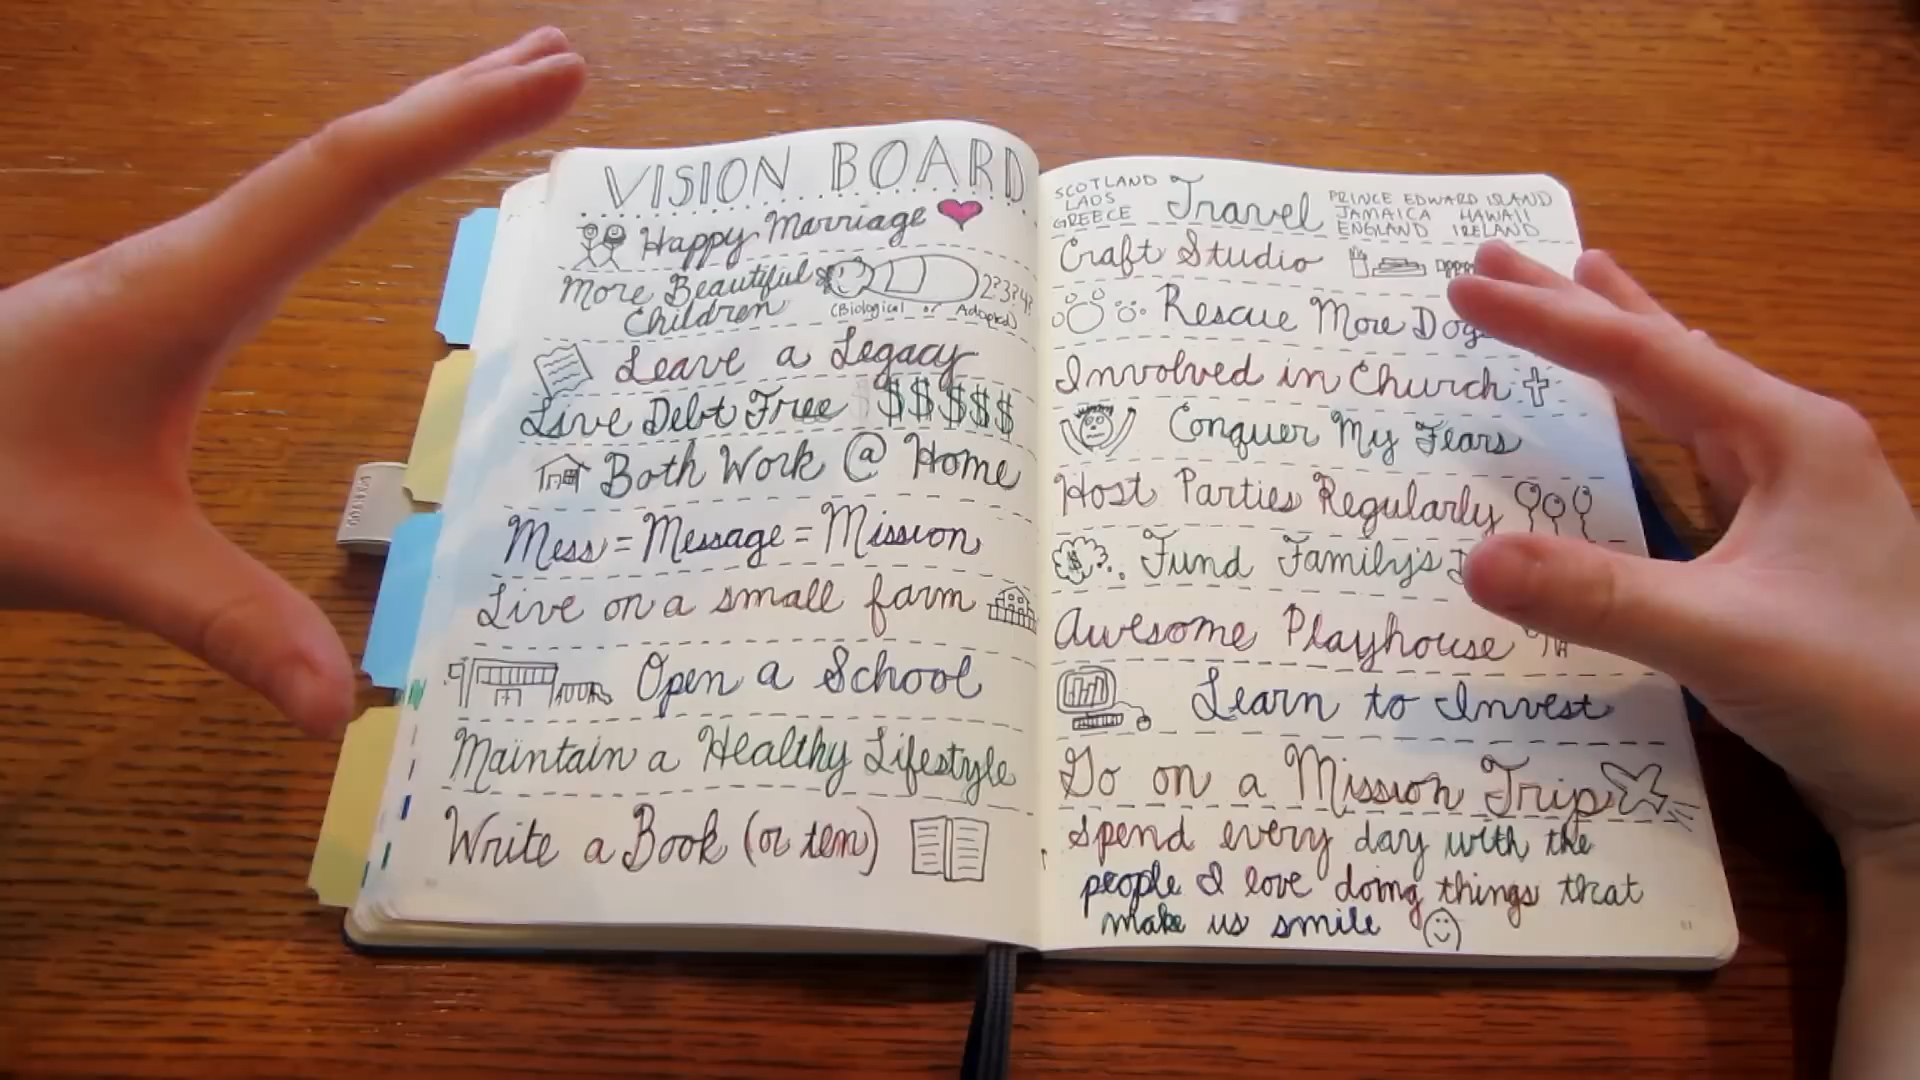 VISION BOARD
Happy Marriage
More Beautiful
Children
2?3?4?
(Biological or Adopted)
Leave a Legacy
Live Debt Free $$$$$
Both Work @ Home
Mess = Message = Mission
Live on a small farm
Open a School
Maintain a Healthy Lifestyle
Write a Book (or ten)
SCOTLAND
LAOS
GREECE
Travel
PRINCE EDWARD ISLAND
JAMAICA HAWAII
ENGLAND IRELAND
Craft Studio
Rescue More Dogs
Involved in Church
Conquer My Fears
Host Parties Regularly
$?..
Fund Family's
Awesome Playhouse
Learn to Invest
Go on a Mission Trip
Spend every day with the
people I love doing things that
make us smile